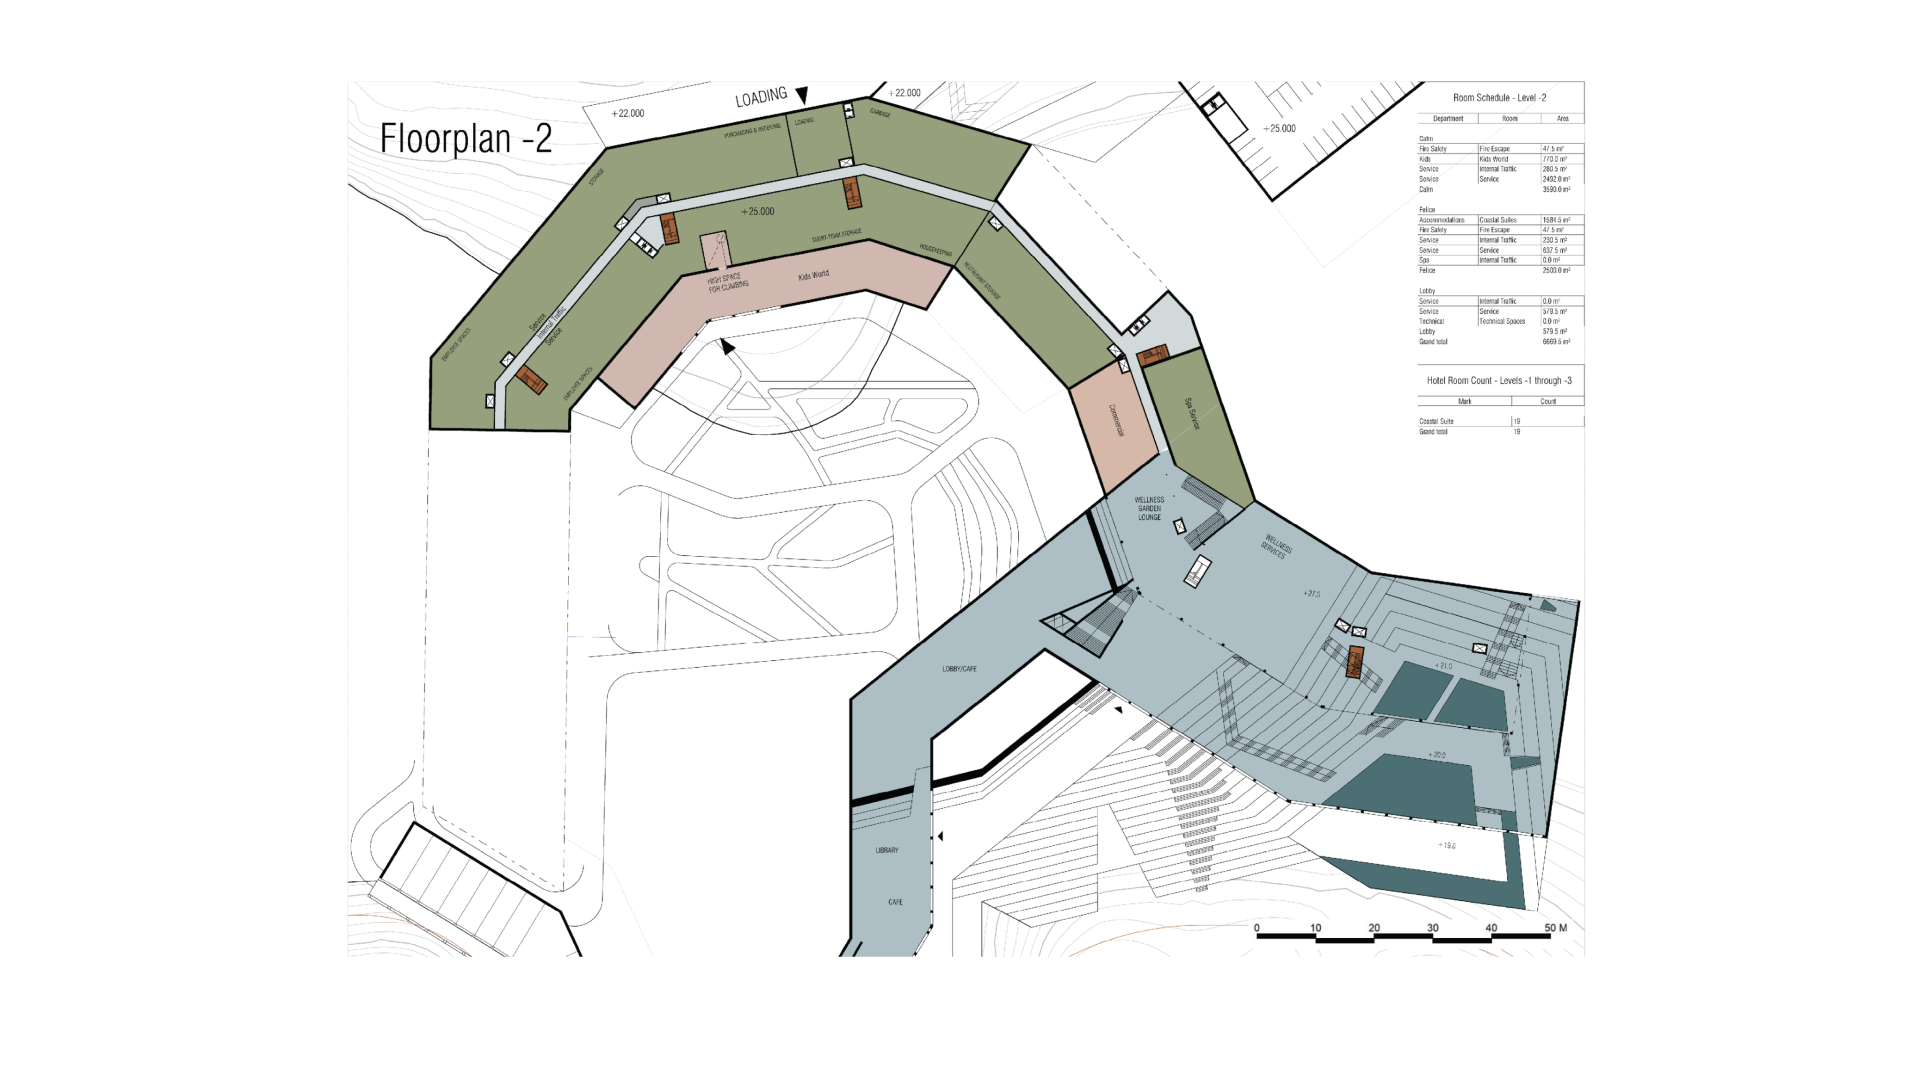 Floorplan -2
LOADING
+22.000
+22.000
+25.000
PURCHASING & RECEIVING
LOADING
GARBAGE
STORAGE
+25.000
SHORT-TERM STORAGE
HOUSEKEEPING
RESTAURANT STORAGE
HIGH SPACE
FOR CLIMBING
Kids World
Service
Internal Traffic
Service
EMPLOYEE SPACES
EMPLOYEE SPACES
Commercial
Spa Service
WELLNESS
GARDEN
LOUNGE
WELLNESS
SERVICES
+27.0
LOBBY/CAFE
+21.0
+20.0
+19.0
LIBRARY
CAFE
0 10 20 30 40 50 M
Room Schedule - Level -2
Department Room Area
Calm
Fire Safety Fire Escape 47.5 m²
Kids Kids World 770.0 m²
Service Internal Traffic 280.5 m²
Service Service 2492.0 m²
Calm 3590.0 m²
Felice
Accommodations Coastal Suites 1584.5 m²
Fire Safety Fire Escape 47.5 m²
Service Internal Traffic 230.5 m²
Service Service 637.5 m²
Spa Internal Traffic 0.0 m²
Felice 2500.0 m²
Lobby
Service Internal Traffic 0.0 m²
Service Service 579.5 m²
Technical Technical Spaces 0.0 m²
Lobby 579.5 m²
Grand total 6669.5 m²
Hotel Room Count - Levels -1 through -3
Mark Count
Coastal Suite 19
Grand total 19